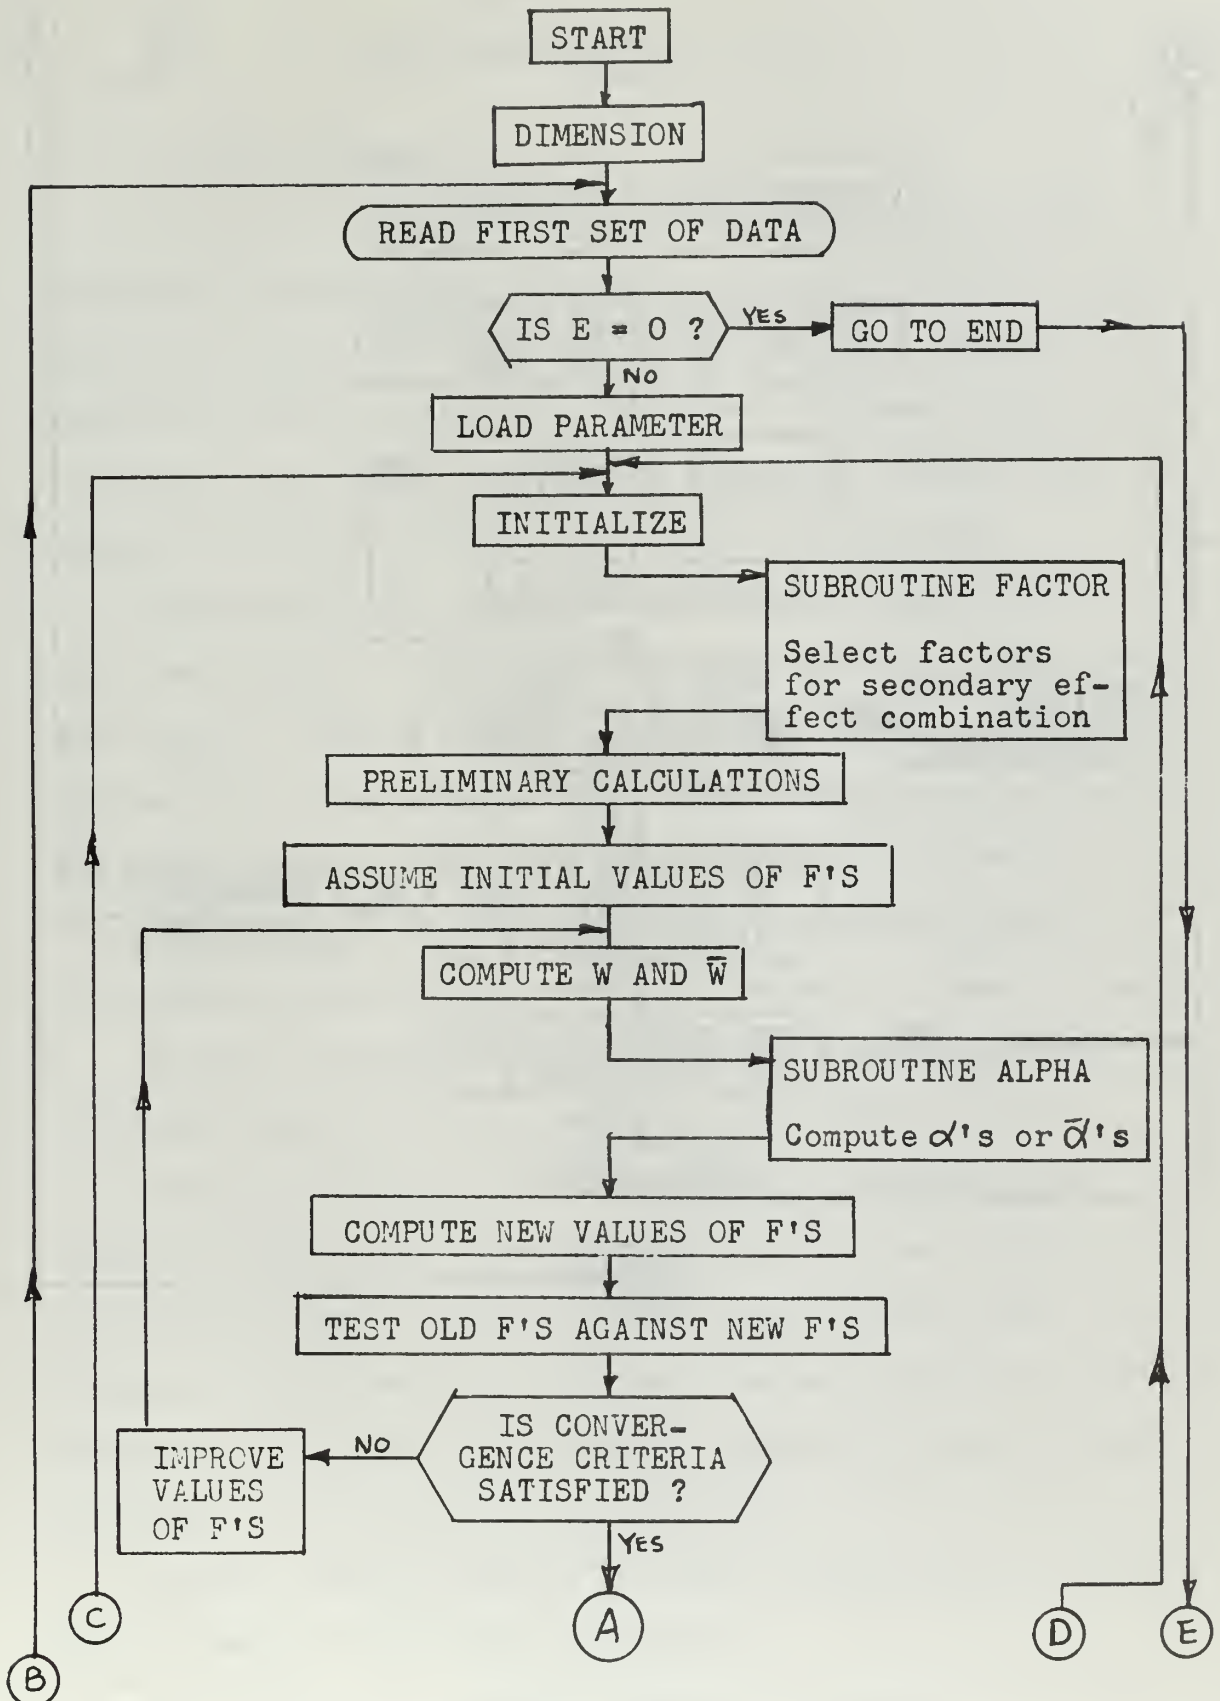 START
DIMENSION
READ FIRST SET OF DATA
IS E = 0 ?
YES
GO TO END
NO
LOAD PARAMETER
INITIALIZE
SUBROUTINE FACTOR
Select factors
for secondary ef-
fect combination
PRELIMINARY CALCULATIONS
ASSUME INITIAL VALUES OF F'S
COMPUTE W AND W̅
SUBROUTINE ALPHA
Compute α's or α̅'s
COMPUTE NEW VALUES OF F'S
TEST OLD F'S AGAINST NEW F'S
IS CONVER-
GENCE CRITERIA
SATISFIED ?
NO
IMPROVE
VALUES
OF F'S
YES
C
A
D
E
B